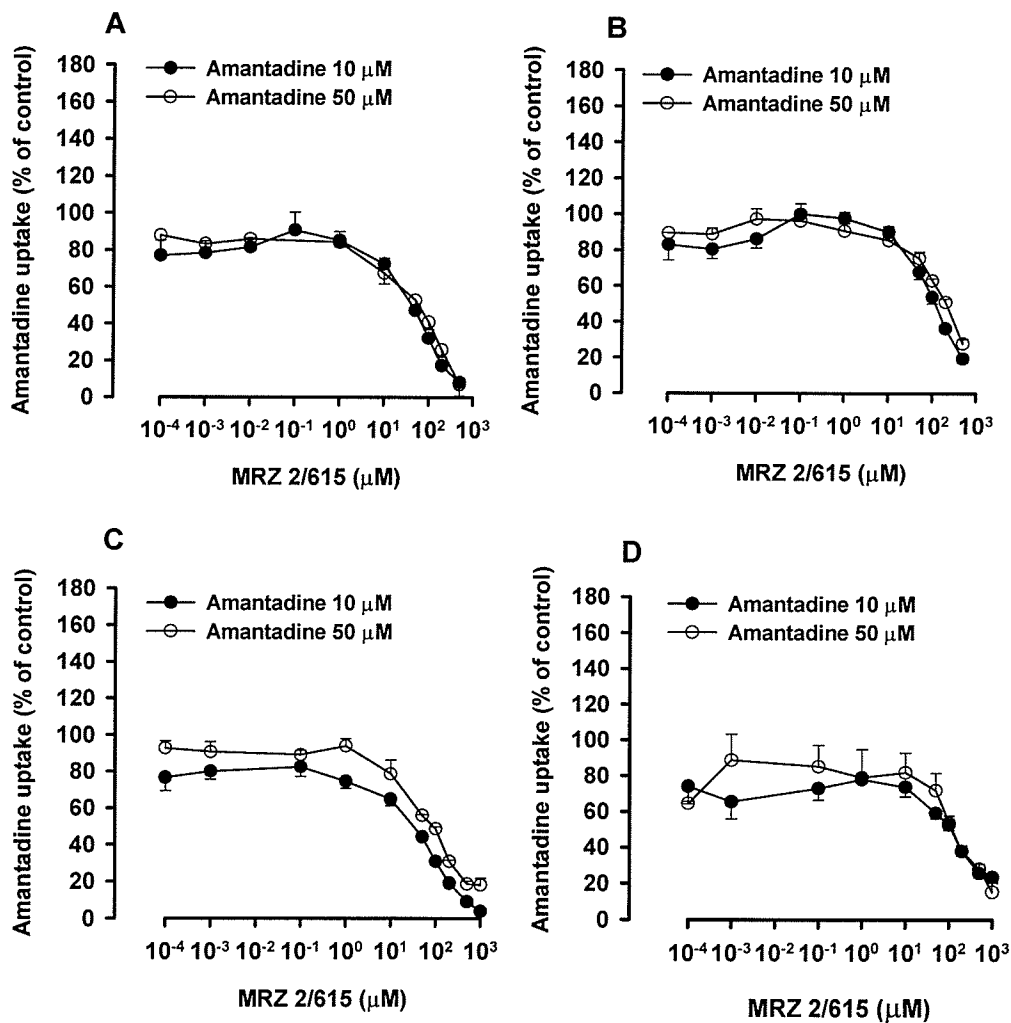 A
Amantadine 10 μM
Amantadine 50 μM
Amantadine uptake (% of control)
180
160
140
120
100
80
60
40
20
0
10⁻⁴ 10⁻³ 10⁻² 10⁻¹ 10⁰ 10¹ 10² 10³
MRZ 2/615 (μM)
B
Amantadine 10 μM
Amantadine 50 μM
Amantadine uptake (% of control)
180
160
140
120
100
80
60
40
20
0
10⁻⁴ 10⁻³ 10⁻² 10⁻¹ 10⁰ 10¹ 10² 10³
MRZ 2/615 (μM)
C
Amantadine 10 μM
Amantadine 50 μM
Amantadine uptake (% of control)
180
160
140
120
100
80
60
40
20
0
10⁻⁴ 10⁻³ 10⁻² 10⁻¹ 10⁰ 10¹ 10² 10³
MRZ 2/615 (μM)
D
Amantadine 10 μM
Amantadine 50 μM
Amantadine uptake (% of control)
180
160
140
120
100
80
60
40
20
0
10⁻⁴ 10⁻³ 10⁻² 10⁻¹ 10⁰ 10¹ 10² 10³
MRZ 2/615 (μM)